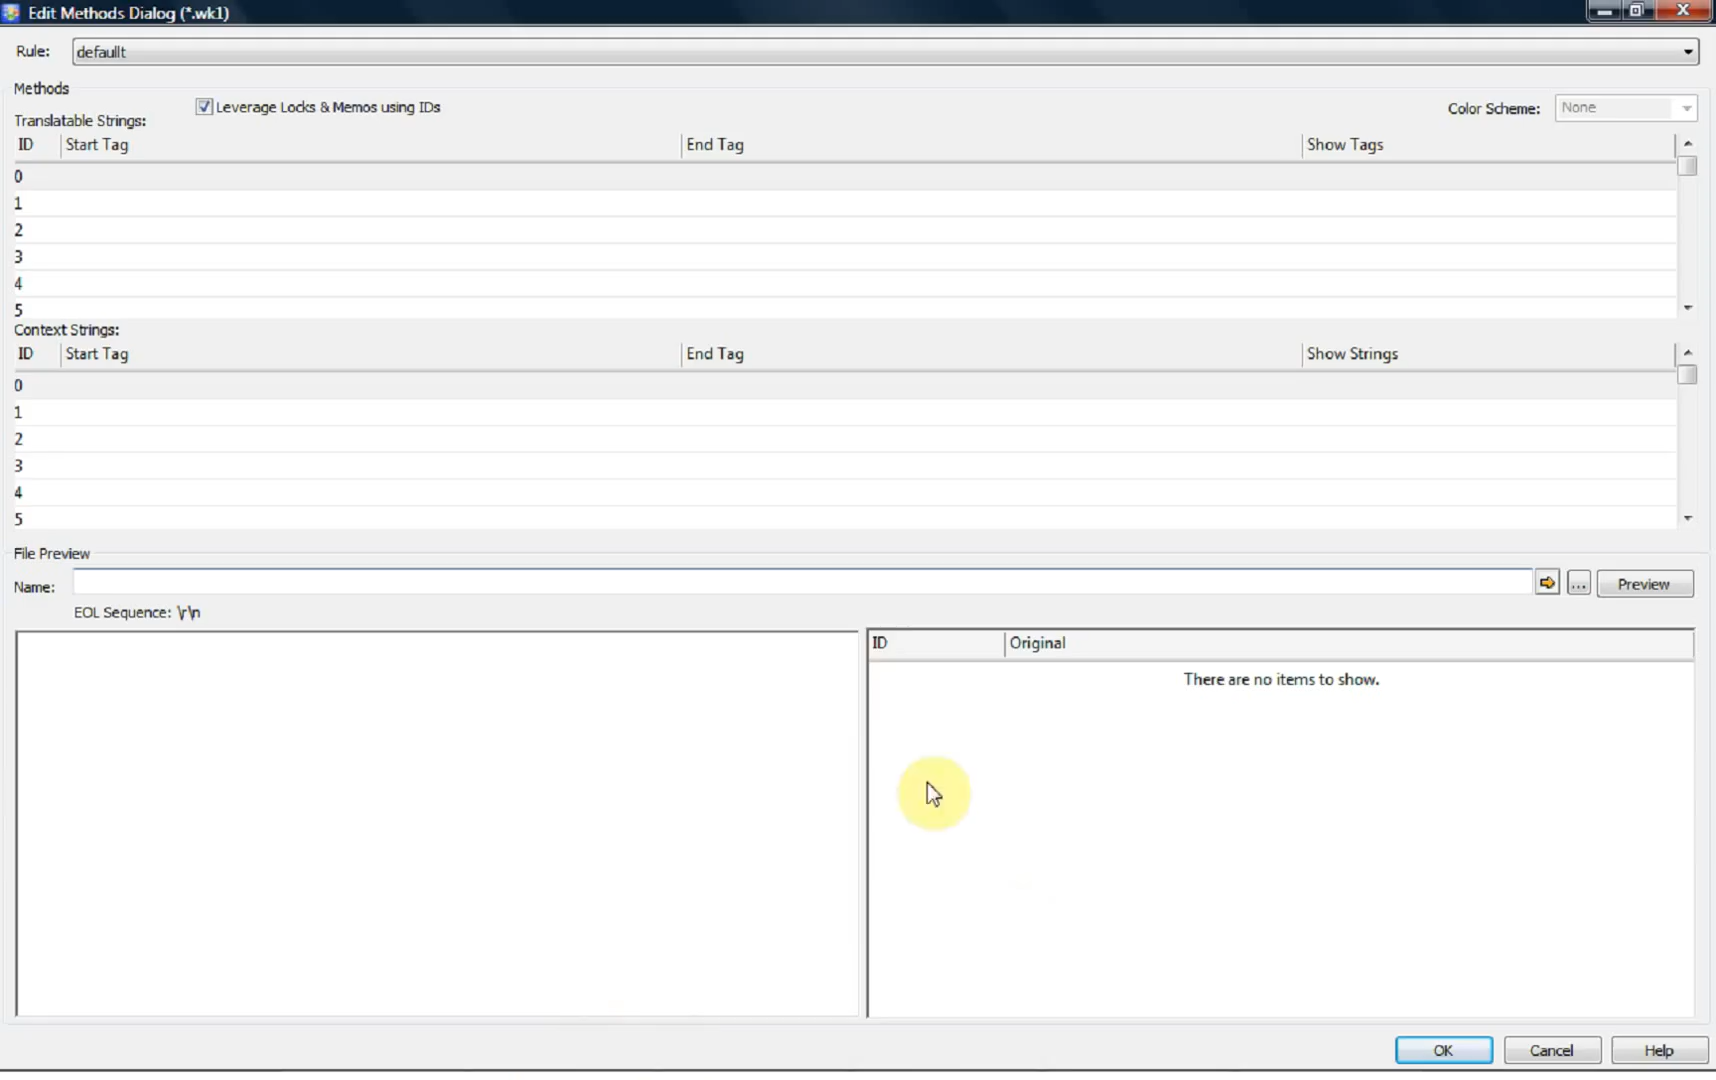 Edit Methods Dialog (*.wk1)
Rule: defaullt
Methods
Leverage Locks & Memos using IDs
Color Scheme: None
Translatable Strings:
ID Start Tag End Tag Show Tags
0
1
2
3
4
5
Context Strings:
ID Start Tag End Tag Show Strings
0
1
2
3
4
5
File Preview
Name: ... Preview
EOL Sequence: \r\n
ID Original
There are no items to show.
OK Cancel Help